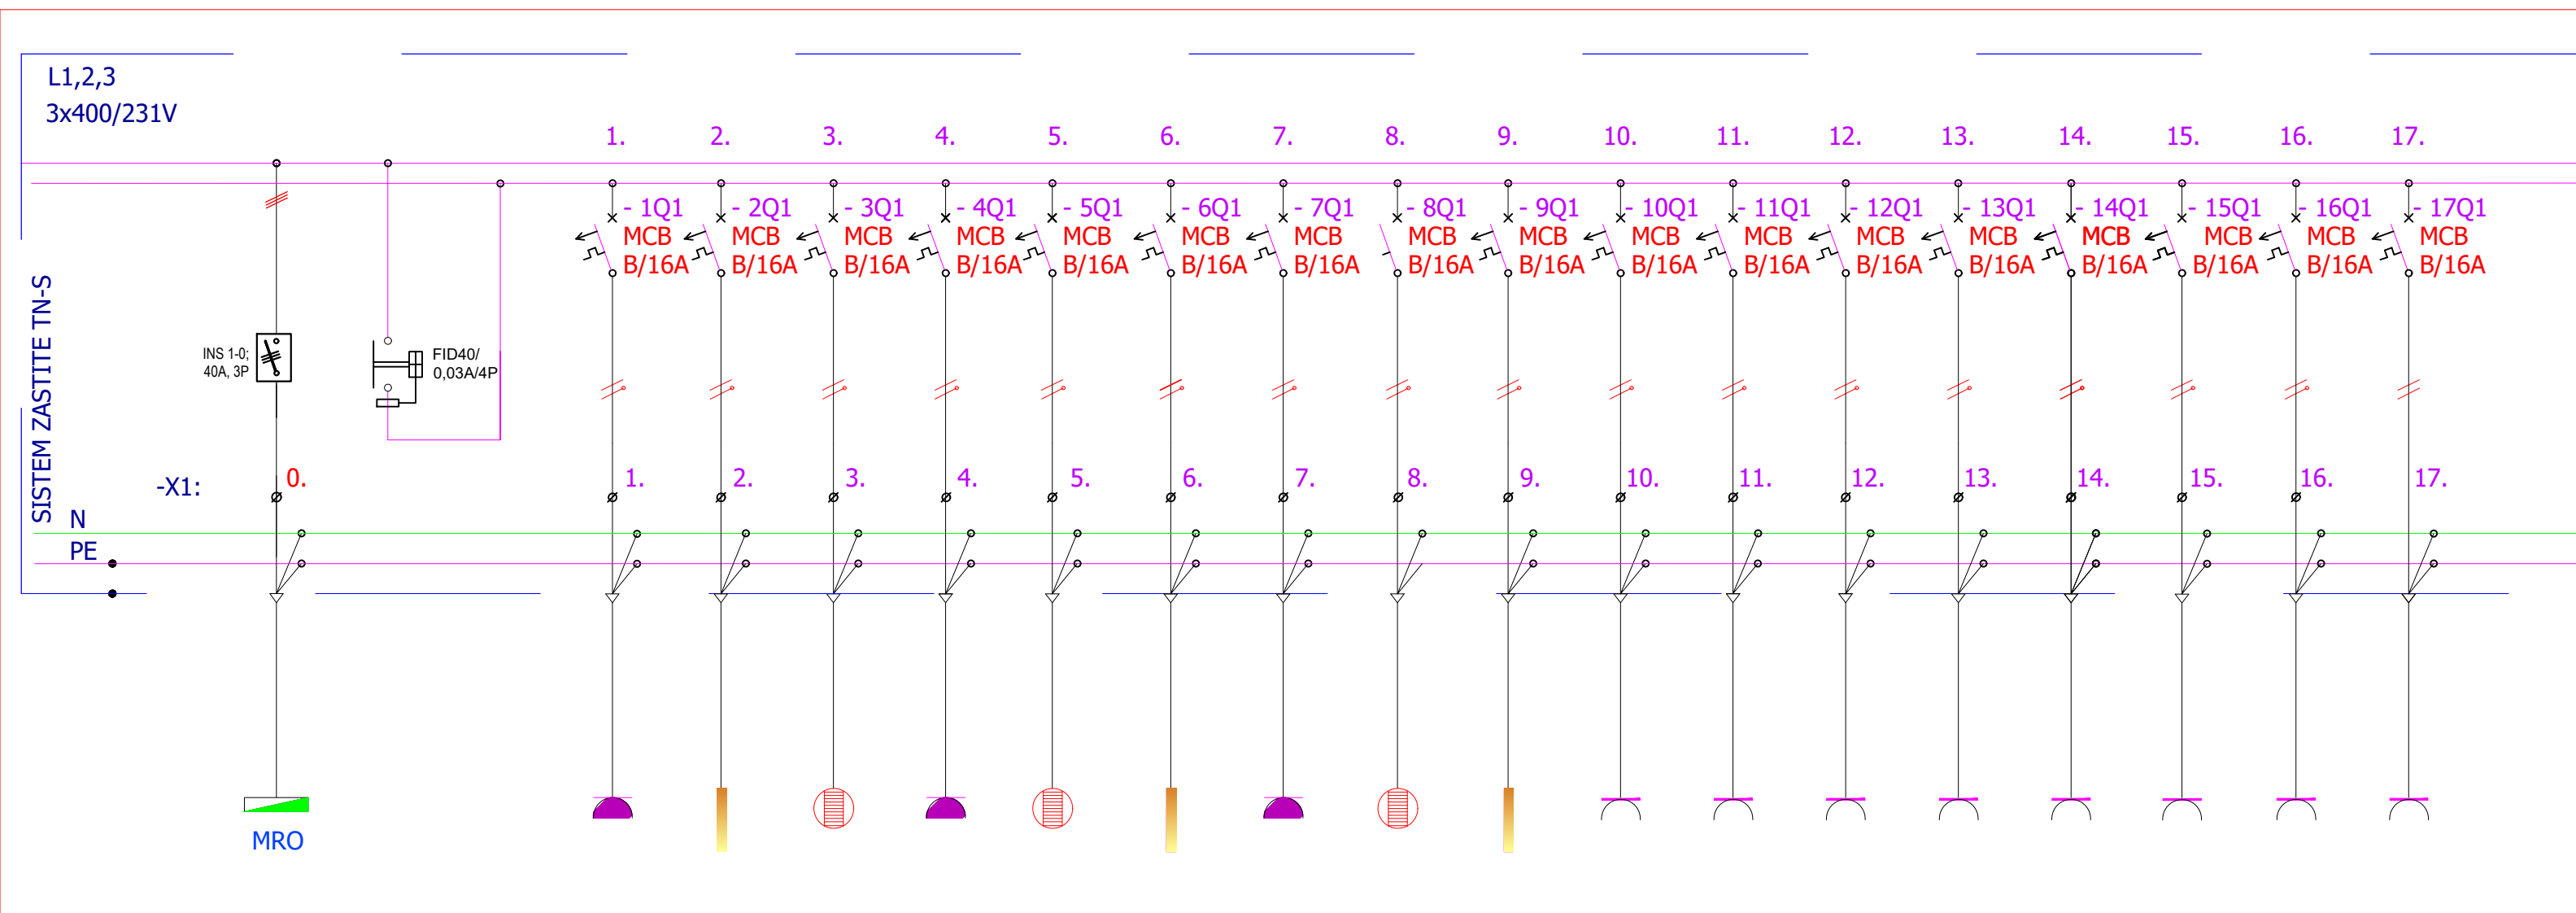 L1,2,3
3x400/231V
1. 2. 3. 4. 5. 6. 7. 8. 9. 10. 11. 12. 13. 14. 15. 16. 17.
- 1Q1 - 2Q1 - 3Q1 - 4Q1 - 5Q1 - 6Q1 - 7Q1 - 8Q1 - 9Q1 - 10Q1 - 11Q1 - 12Q1 - 13Q1 - 14Q1 - 15Q1 - 16Q1 - 17Q1
MCB MCB MCB MCB MCB MCB MCB MCB MCB MCB MCB MCB MCB MCB MCB MCB MCB
B/16A B/16A B/16A B/16A B/16A B/16A B/16A B/16A B/16A B/16A B/16A B/16A B/16A B/16A B/16A B/16A B/16A
SISTEM ZASTITE TN-S
INS 1-0;
40A, 3P
FID40/
0,03A/4P
-X1: 0. 1. 2. 3. 4. 5. 6. 7. 8. 9. 10. 11. 12. 13. 14. 15. 16. 17.
N
PE
MRO